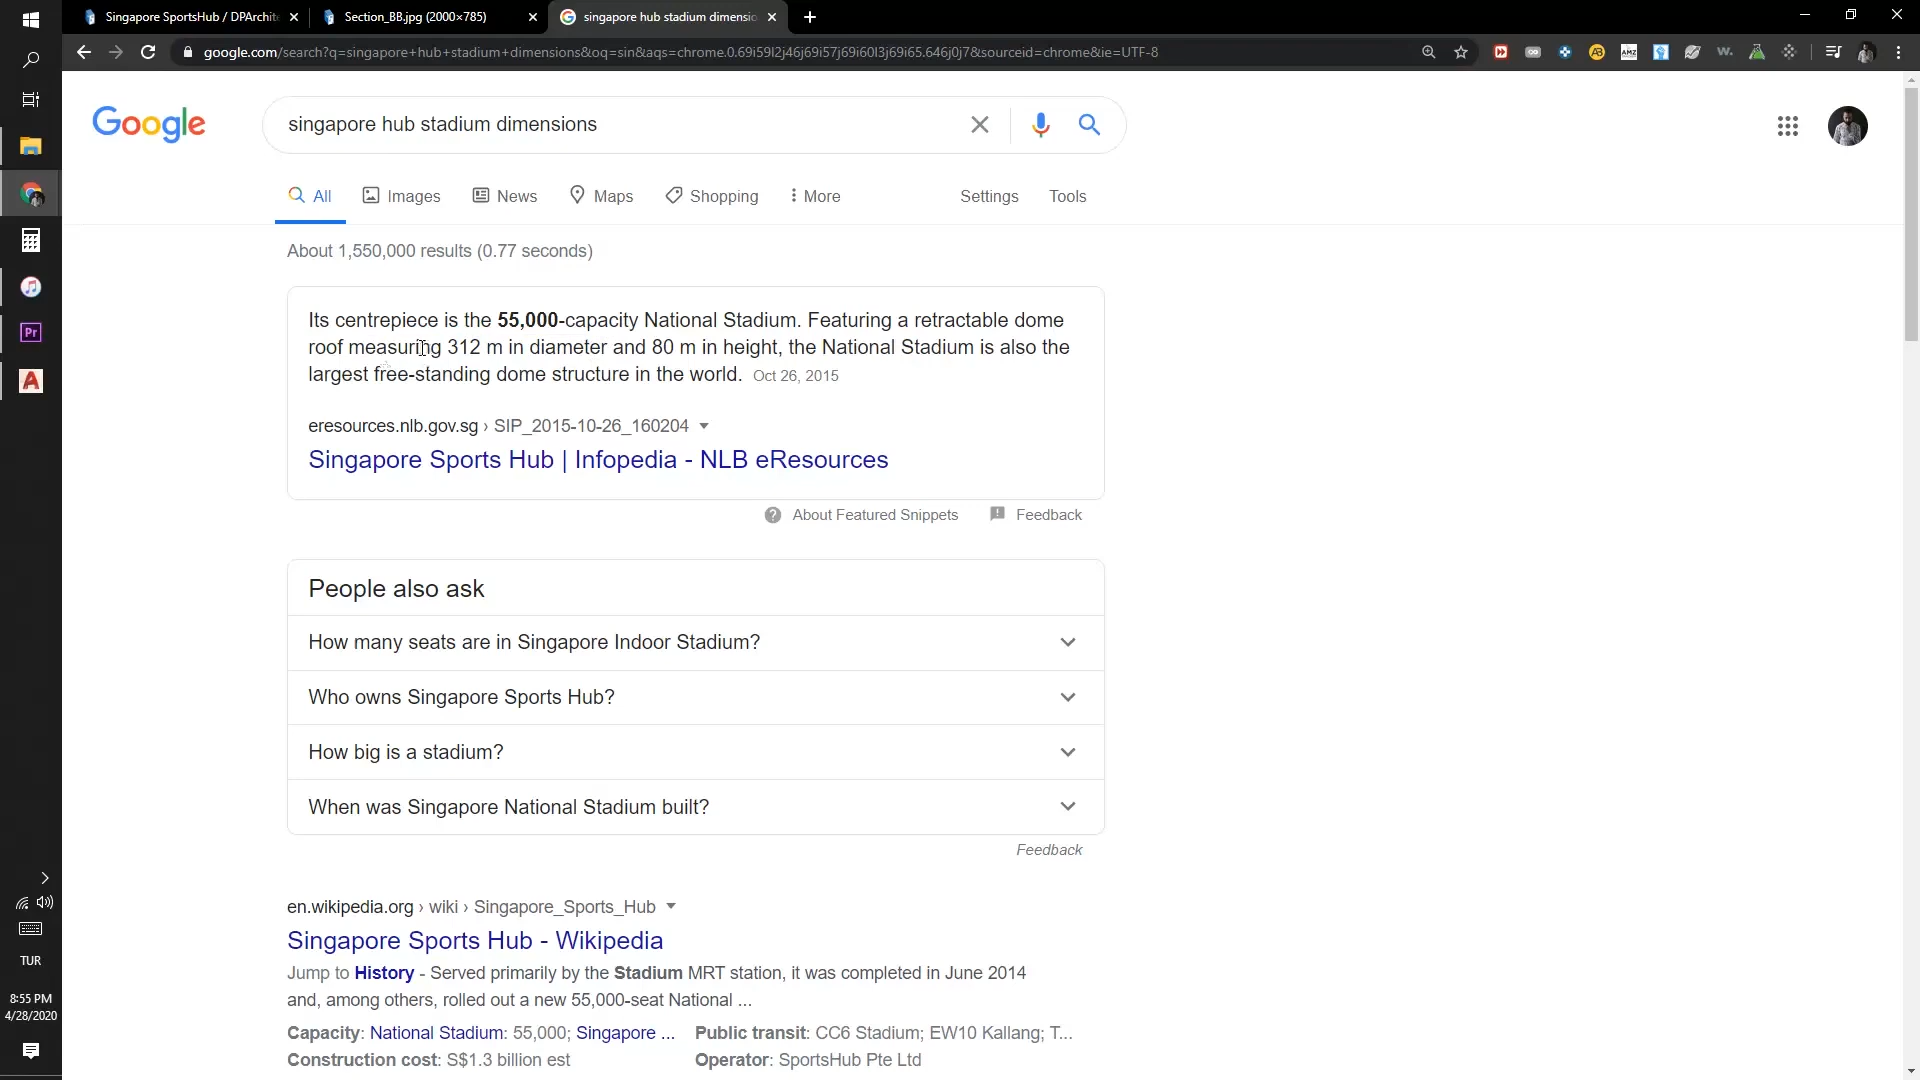 Singapore SportsHub / DPArchite
Section_BB.jpg (2000×785)
singapore hub stadium dimensio
google.com/search?q=singapore+hub+stadium+dimensions&oq=sin&aqs=chrome.0.69i59l2j46j69i57j69i60l3j69i65.646j0j7&sourceid=chrome&ie=UTF-8
AB
AMZ
w.
Google
singapore hub stadium dimensions
All
Images
News
Maps
Shopping
More
Settings
Tools
About 1,550,000 results (0.77 seconds)
Its centrepiece is the 55,000-capacity National Stadium. Featuring a retractable dome
roof measuring 312 m in diameter and 80 m in height, the National Stadium is also the
largest free-standing dome structure in the world. Oct 26, 2015
eresources.nlb.gov.sg › SIP_2015-10-26_160204
Singapore Sports Hub | Infopedia - NLB eResources
About Featured Snippets
Feedback
People also ask
How many seats are in Singapore Indoor Stadium?
Who owns Singapore Sports Hub?
How big is a stadium?
When was Singapore National Stadium built?
Feedback
en.wikipedia.org › wiki › Singapore_Sports_Hub
Singapore Sports Hub - Wikipedia
Jump to History - Served primarily by the Stadium MRT station, it was completed in June 2014
and, among others, rolled out a new 55,000-seat National ...
Capacity: National Stadium: 55,000; Singapore ...
Public transit: CC6 Stadium; EW10 Kallang; T...
Construction cost: S$1.3 billion est
Operator: SportsHub Pte Ltd
Pr
A
TUR
8:55 PM
4/28/2020